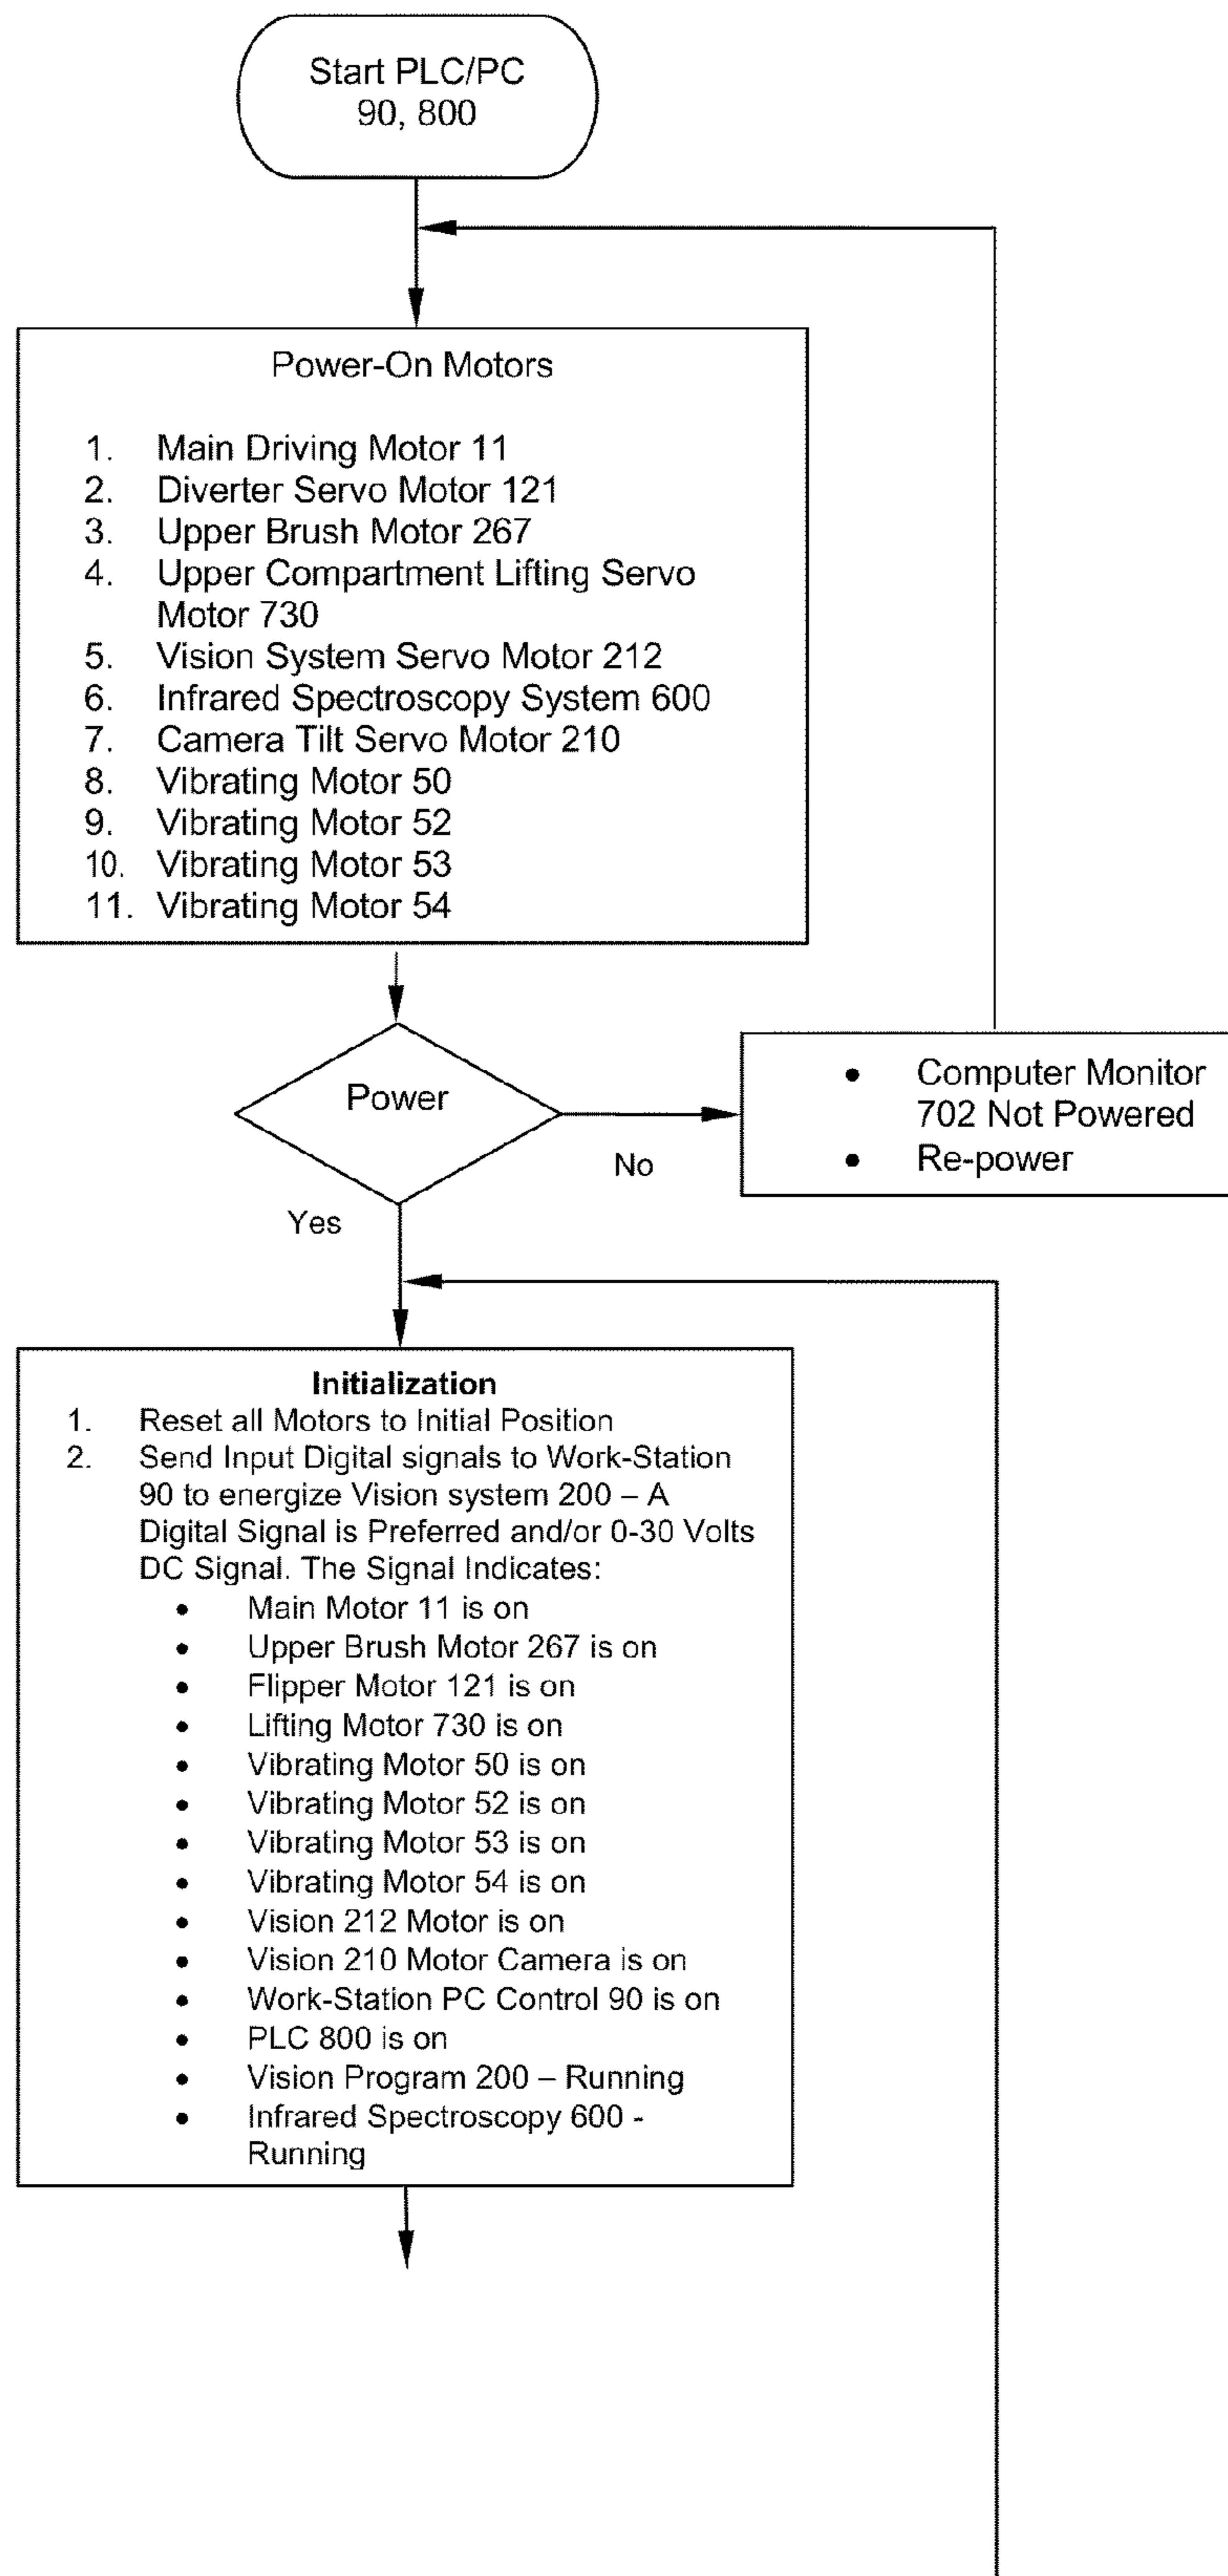 Start PLC/PC
90, 800
Power-On Motors
1. Main Driving Motor 11
2. Diverter Servo Motor 121
3. Upper Brush Motor 267
4. Upper Compartment Lifting Servo
Motor 730
5. Vision System Servo Motor 212
6. Infrared Spectroscopy System 600
7. Camera Tilt Servo Motor 210
8. Vibrating Motor 50
9. Vibrating Motor 52
10. Vibrating Motor 53
11. Vibrating Motor 54
Power
No
• Computer Monitor
702 Not Powered
• Re-power
Yes
Initialization
1. Reset all Motors to Initial Position
2. Send Input Digital signals to Work-Station
90 to energize Vision system 200 – A
Digital Signal is Preferred and/or 0-30 Volts
DC Signal. The Signal Indicates:
• Main Motor 11 is on
• Upper Brush Motor 267 is on
• Flipper Motor 121 is on
• Lifting Motor 730 is on
• Vibrating Motor 50 is on
• Vibrating Motor 52 is on
• Vibrating Motor 53 is on
• Vibrating Motor 54 is on
• Vision 212 Motor is on
• Vision 210 Motor Camera is on
• Work-Station PC Control 90 is on
• PLC 800 is on
• Vision Program 200 – Running
• Infrared Spectroscopy 600 -
Running